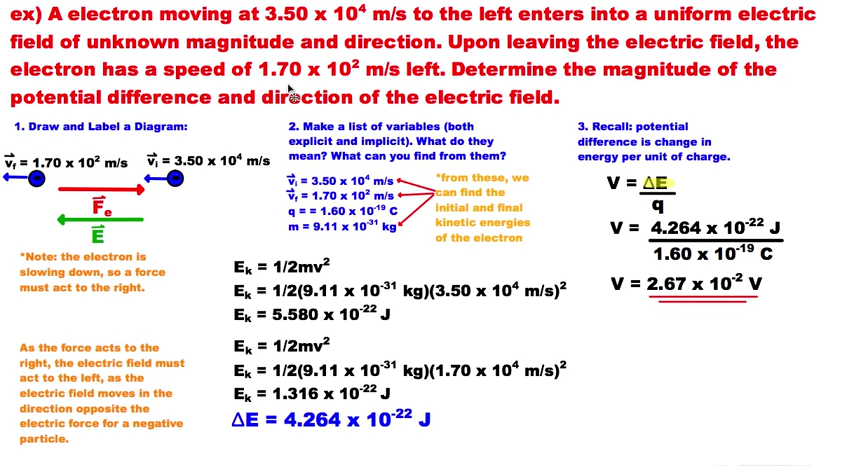 ex) A electron moving at 3.50 x 10⁴ m/s to the left enters into a uniform electric
field of unknown magnitude and direction. Upon leaving the electric field, the
electron has a speed of 1.70 x 10² m/s left. Determine the magnitude of the
potential difference and direction of the electric field.
1. Draw and Label a Diagram:
v⃗f = 1.70 x 10² m/s
v⃗i = 3.50 x 10⁴ m/s
F⃗e
E⃗
*Note: the electron is
slowing down, so a force
must act to the right.
As the force acts to the
right, the electric field must
act to the left, as the
electric field moves in the
direction opposite the
electric force for a negative
particle.
2. Make a list of variables (both
explicit and implicit). What do they
mean? What can you find from them?
v⃗i = 3.50 x 10⁴ m/s
v⃗f = 1.70 x 10² m/s
q = = 1.60 x 10⁻¹⁹ C
m = 9.11 x 10⁻³¹ kg
*from these, we
can find the
initial and final
kinetic energies
of the electron
Eₖ = 1/2mv²
Eₖ = 1/2(9.11 x 10⁻³¹ kg)(3.50 x 10⁴ m/s)²
Eₖ = 5.580 x 10⁻²² J
Eₖ = 1/2mv²
Eₖ = 1/2(9.11 x 10⁻³¹ kg)(1.70 x 10⁴ m/s)²
Eₖ = 1.316 x 10⁻²² J
ΔE = 4.264 x 10⁻²² J
3. Recall: potential
difference is change in
energy per unit of charge.
V = ΔE
q
V = 4.264 x 10⁻²² J
1.60 x 10⁻¹⁹ C
V = 2.67 x 10⁻² V